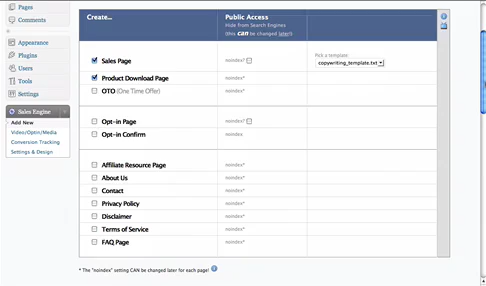 Pages
Comments
Appearance
Plugins
Users
Tools
Settings
Sales Engine
Add New
Video/Optin/Media
Conversion Tracking
Settings & Design
Create... Public Access
Hide from Search Engines
(this can be changed later!)
Pick a template:
Sales Page noindex? copywriting_template.txt
Product Download Page noindex*
OTO (One Time Offer) noindex*
Opt-in Page noindex?
Opt-in Confirm noindex
Affiliate Resource Page noindex*
About Us noindex*
Contact noindex*
Privacy Policy noindex*
Disclaimer noindex*
Terms of Service noindex*
FAQ Page noindex*
* The "noindex" setting CAN be changed later for each page!